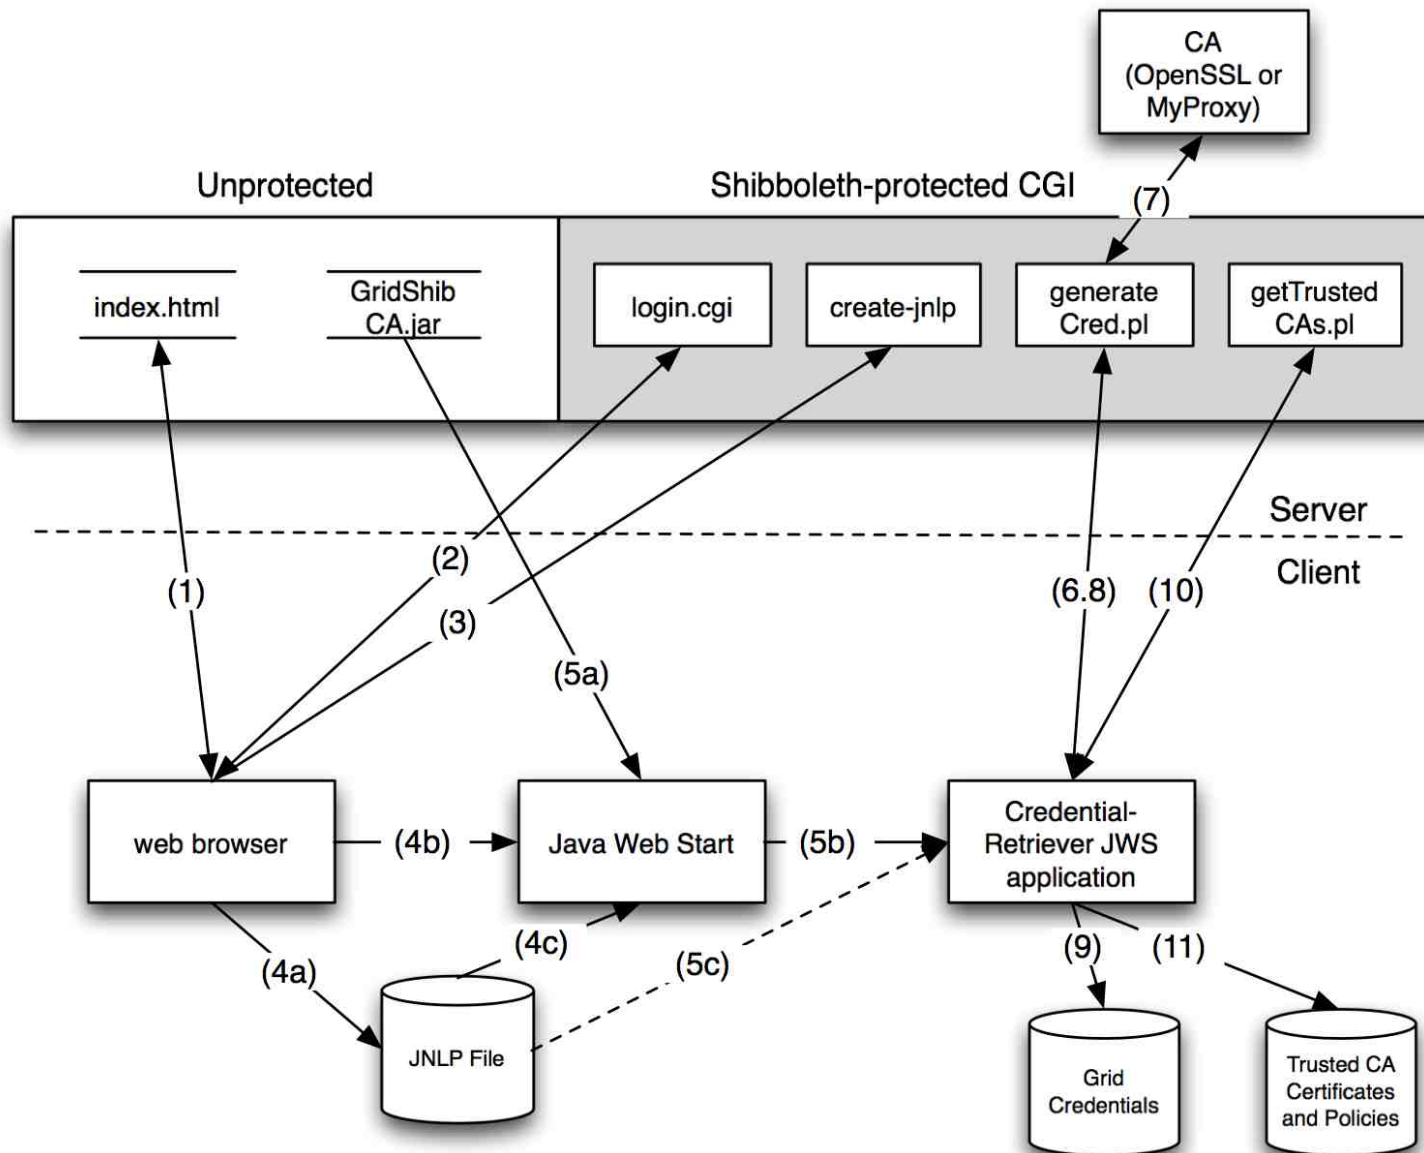 CA
(OpenSSL or
MyProxy)
Unprotected
Shibboleth-protected CGI
(7)
index.html
GridShib
CA.jar
login.cgi
create-jnlp
generate
Cred.pl
getTrusted
CAs.pl
Server
Client
(1)
(2)
(3)
(5a)
(6.8)
(10)
web browser
(4b)
Java Web Start
(5b)
Credential-
Retriever JWS
application
(4a)
(4c)
(5c)
(9)
(11)
JNLP File
Grid
Credentials
Trusted CA
Certificates
and Policies